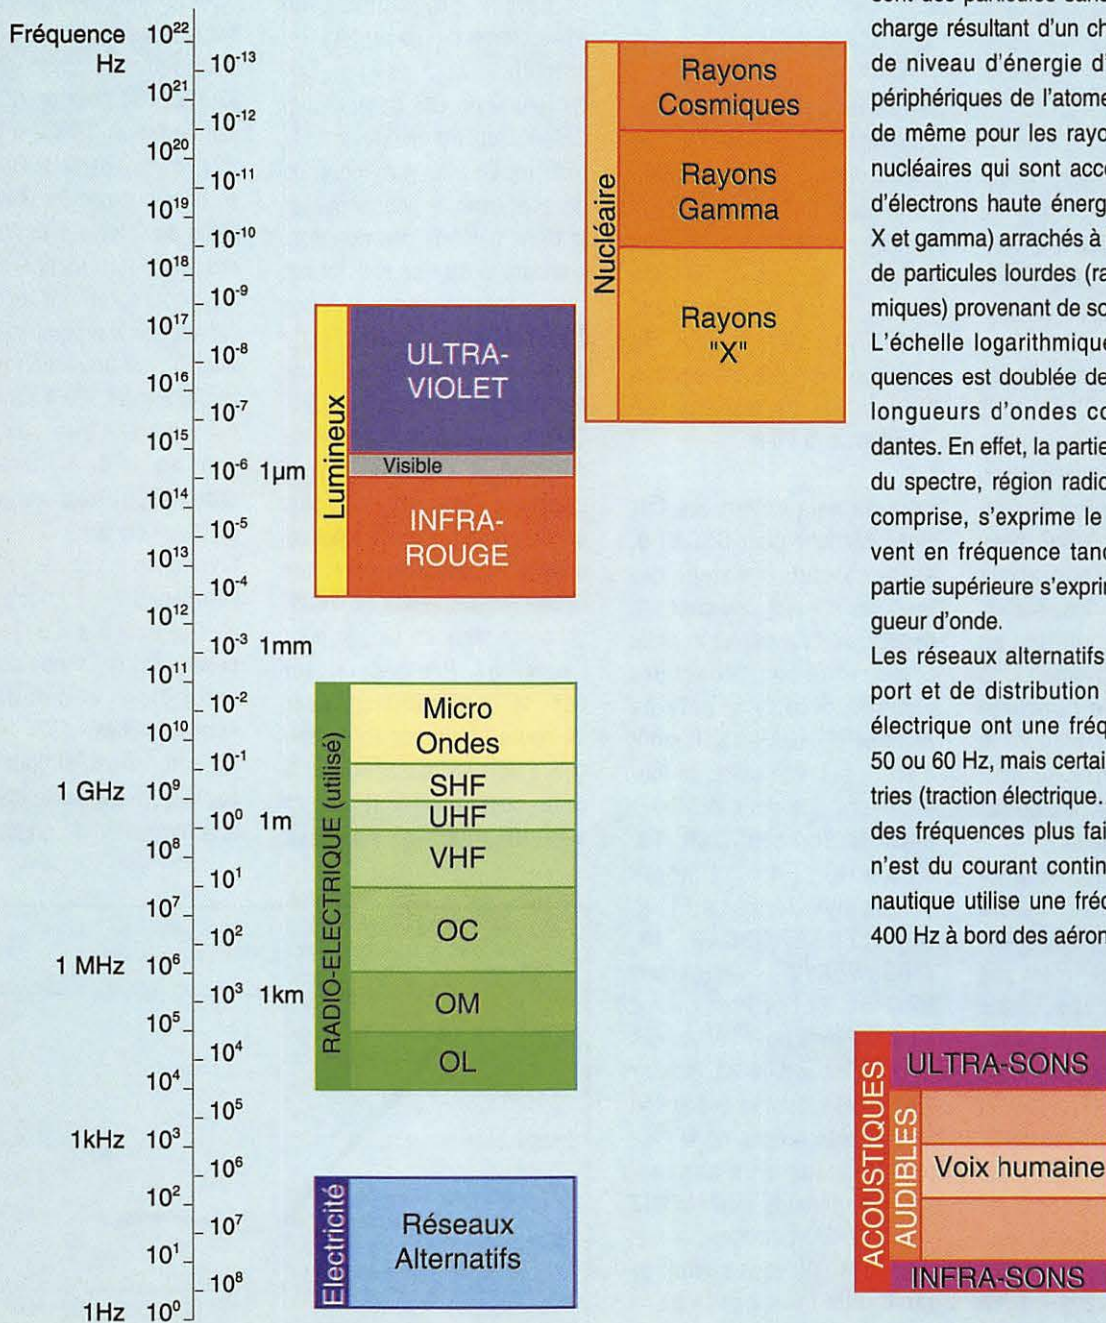 Fréquence 10²²
Hz
10⁻¹³
10²¹
10⁻¹²
10²⁰
10⁻¹¹
10¹⁹
10⁻¹⁰
10¹⁸
10⁻⁹
10¹⁷
10⁻⁸
10¹⁶
10⁻⁷
10¹⁵
10⁻⁶ 1µm
10¹⁴
10⁻⁵
10¹³
10⁻⁴
10¹²
10⁻³ 1mm
10¹¹
10⁻²
10¹⁰
10⁻¹
1 GHz 10⁹
10⁰ 1m
10⁸
10¹
10⁷
10²
1 MHz 10⁶
10³ 1km
10⁵
10⁴
10⁴
10⁵
1kHz 10³
10⁶
10²
10⁷
10¹
10⁸
1Hz 10⁰
Lumineux
ULTRA-
VIOLET
Visible
INFRA-
ROUGE
RADIO-ELECTRIQUE (utilisé)
Micro
Ondes
SHF
UHF
VHF
OC
OM
OL
Electricité
Réseaux
Alternatifs
Nucléaire
Rayons
Cosmiques
Rayons
Gamma
Rayons
"X"
charge résultant d'un ch
de niveau d'énergie d'
périphériques de l'atome
de même pour les rayo
nucléaires qui sont acc
d'électrons haute énerg
X et gamma) arrachés à
de particules lourdes (ra
miques) provenant de so
L'échelle logarithmique
quences est doublée de
longueurs d'ondes co
dantes. En effet, la partie
du spectre, région radio
comprise, s'exprime le
vent en fréquence tand
partie supérieure s'exprim
gueur d'onde.
Les réseaux alternatifs
port et de distribution
électrique ont une fréq
50 ou 60 Hz, mais certai
tries (traction électrique...
des fréquences plus fai
n'est du courant contin
nautique utilise une fréq
400 Hz à bord des aéron
ACOUSTIQUES
ULTRA-SONS
AUDIBLES
Voix humaine
INFRA-SONS